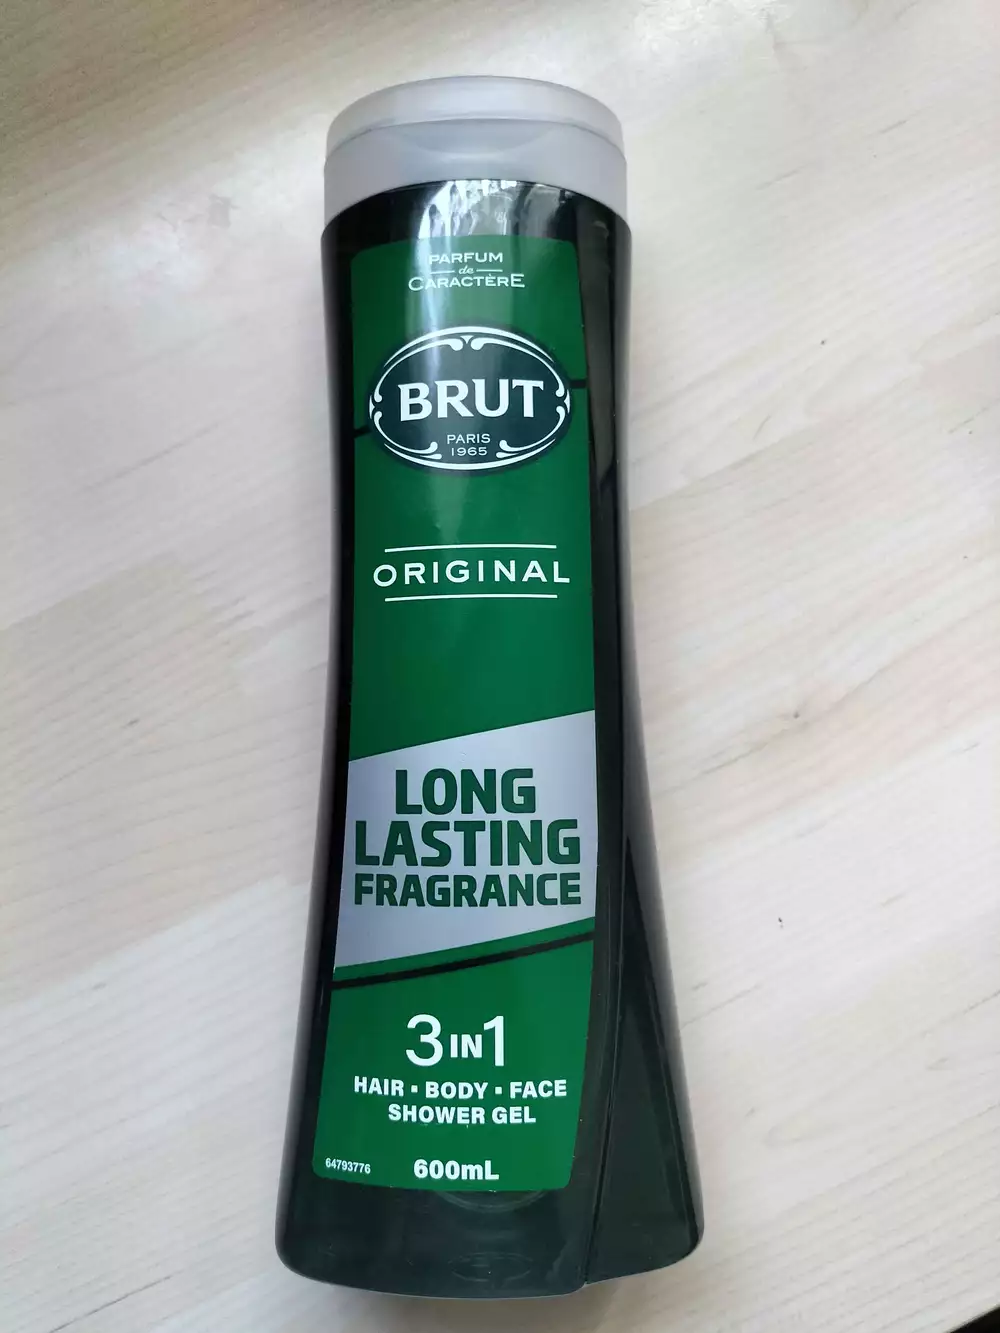 PARFUM
de
CARACTÈRE
BRUT
PARIS
1965
ORIGINAL
LONG
LASTING
FRAGRANCE
3 IN 1
HAIR ▪ BODY ▪ FACE
SHOWER GEL
64793776 600mL